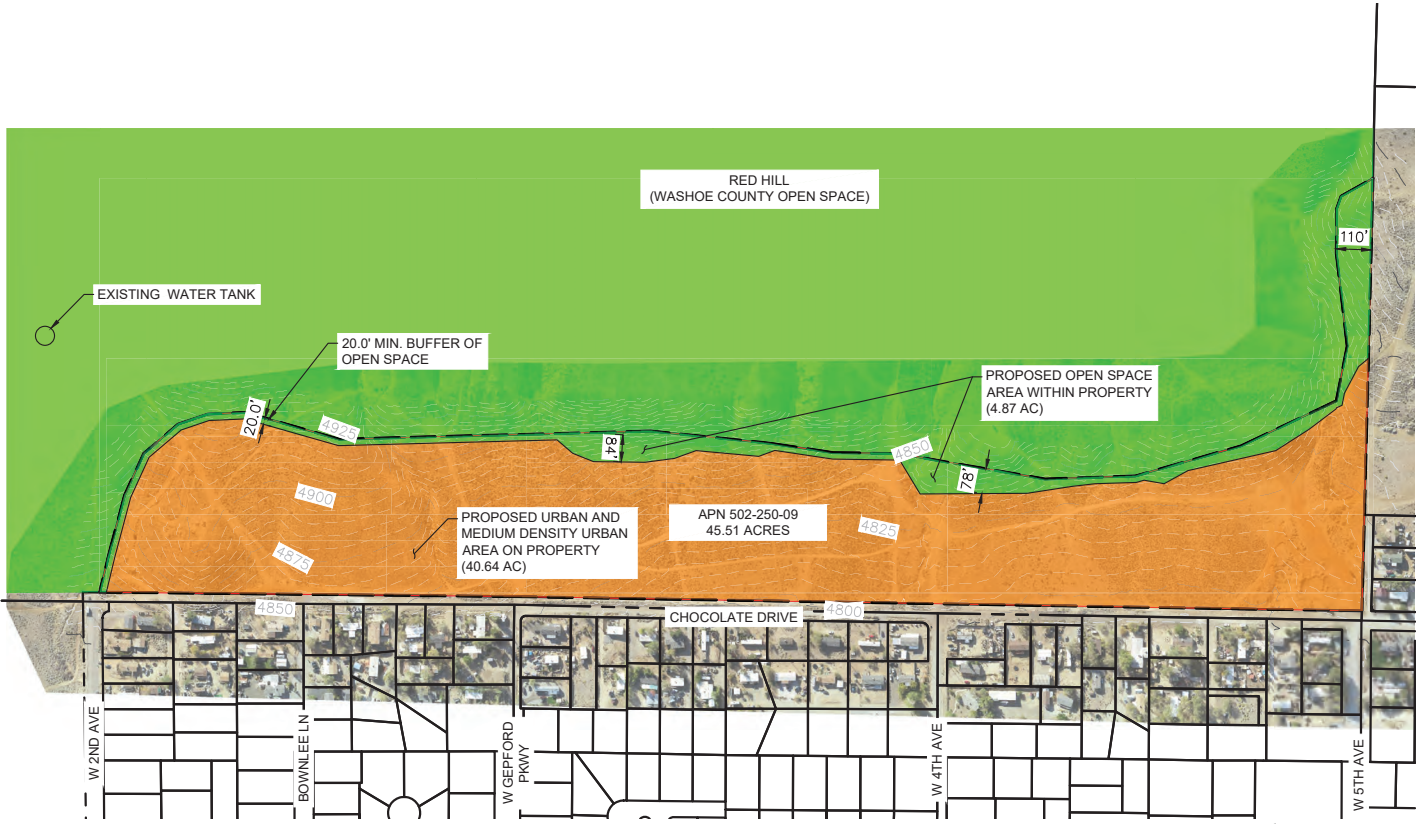 RED HILL
(WASHOE COUNTY OPEN SPACE)
110'
EXISTING WATER TANK
20.0' MIN. BUFFER OF
OPEN SPACE
PROPOSED OPEN SPACE
AREA WITHIN PROPERTY
(4.87 AC)
20.0'
4925
84'
4850
78'
4900
PROPOSED URBAN AND
MEDIUM DENSITY URBAN
AREA ON PROPERTY
(40.64 AC)
APN 502-250-09
45.51 ACRES
4825
4875
4850
CHOCOLATE DRIVE
4800
W 2ND AVE
BOWNLEE LN
W GEPFORD
PKWY
W 4TH AVE
W 5TH AVE